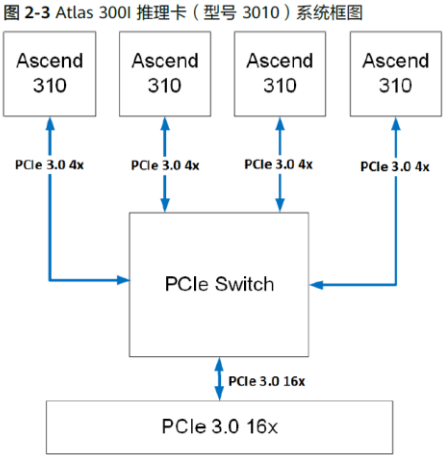 图 2-3 Atlas 300I 推理卡（型号 3010）系统框图
Ascend
310
Ascend
310
Ascend
310
Ascend
310
PCIe 3.0 4x
PCIe 3.0 4x
PCIe 3.0 4x
PCIe 3.0 4x
PCIe Switch
PCIe 3.0 16x
PCIe 3.0 16x